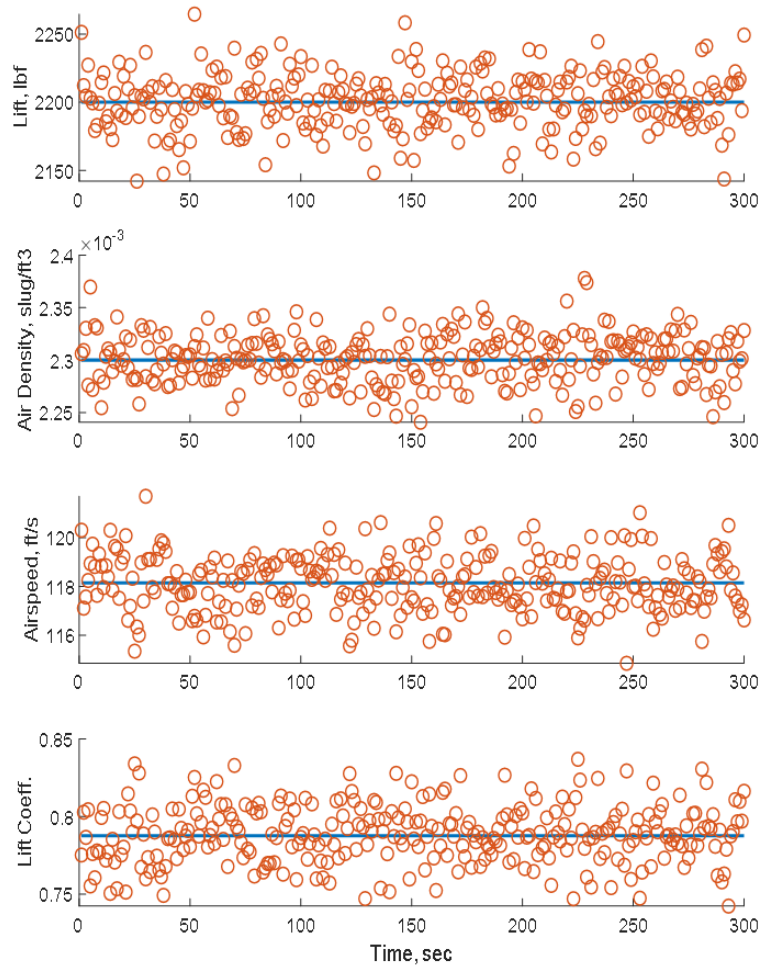 Lift, lbf
2250
2200
2150
0 50 100 150 200 250 300
×10⁻³
Air Density, slug/ft3
2.4
2.35
2.3
2.25
0 50 100 150 200 250 300
Airspeed, ft/s
120
118
116
0 50 100 150 200 250 300
Lift Coeff.
0.85
0.8
0.75
0 50 100 150 200 250 300
Time, sec